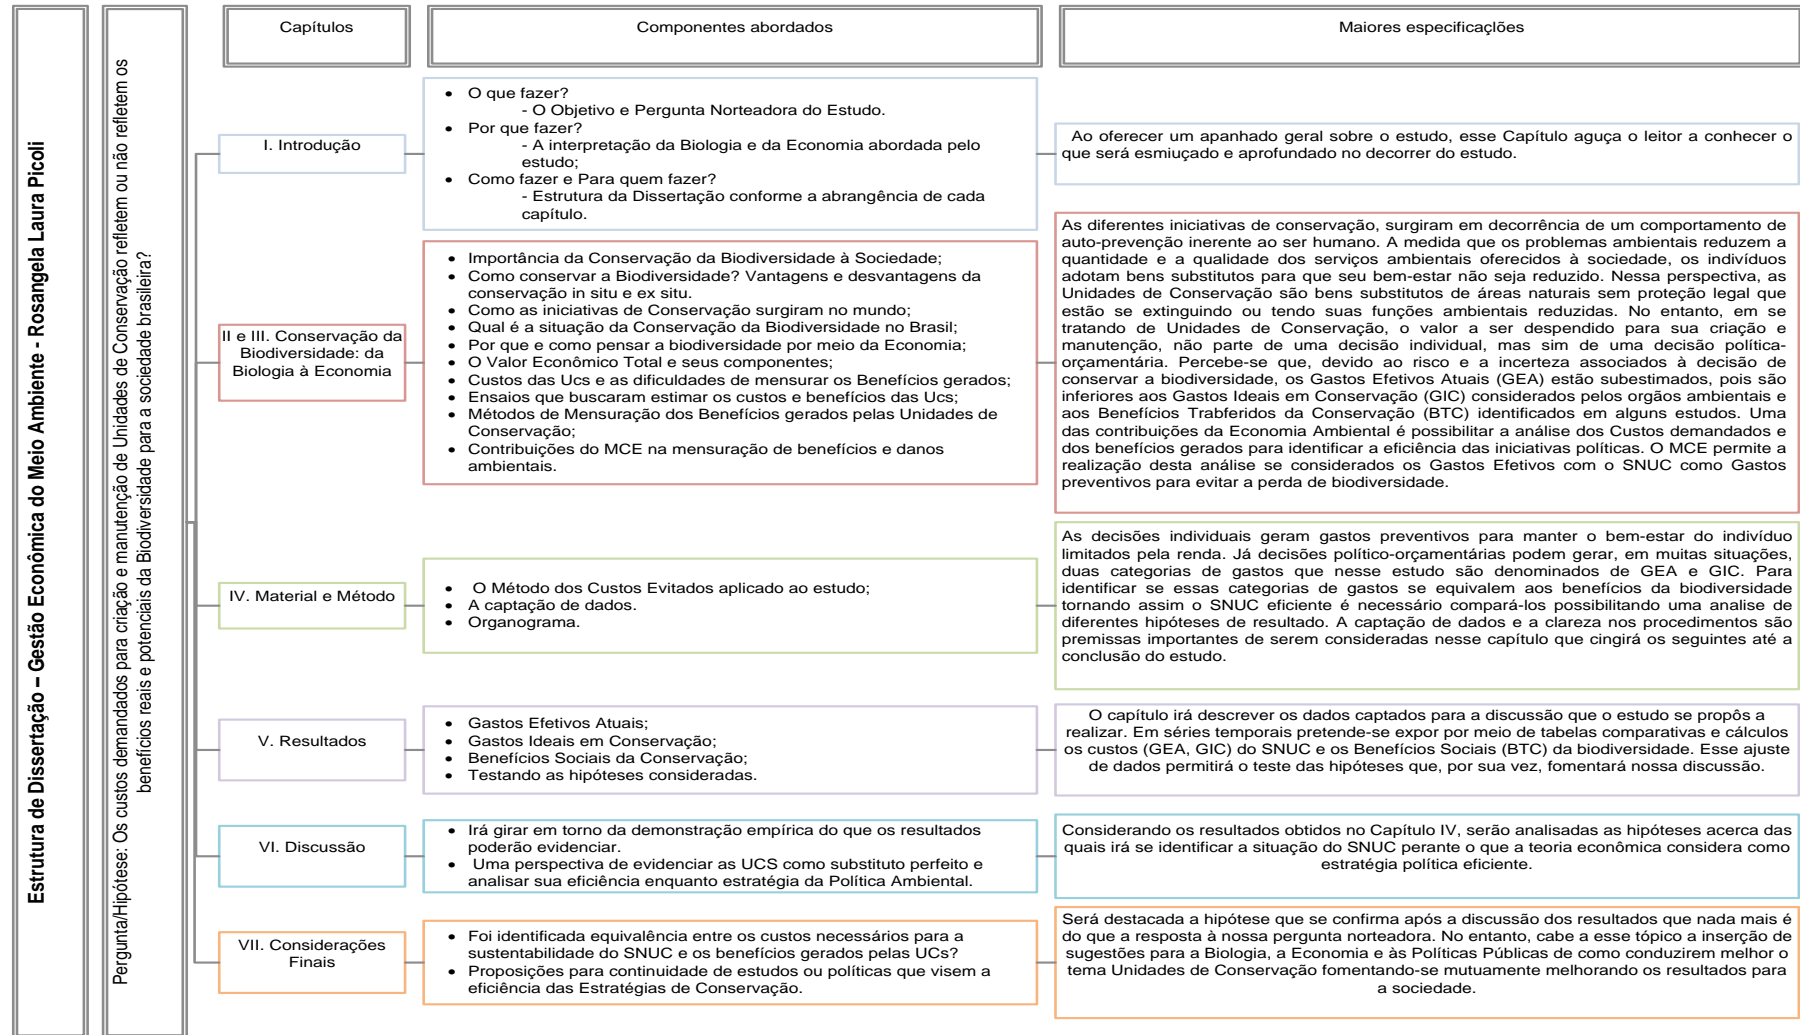 Estrutura de Dissertação – Gestão Econômica do Meio Ambiente - Rosangela Laura Picoli
Pergunta/Hipótese: Os custos demandados para criação e manutenção de Unidades de Conservação refletem ou não refletem os
benefícios reais e potenciais da Biodiversidade para a sociedade brasileira?
Capítulos
Componentes abordados
Maiores especificaçlões
I. Introdução
• O que fazer?
- O Objetivo e Pergunta Norteadora do Estudo.
• Por que fazer?
- A interpretação da Biologia e da Economia abordada pelo
estudo;
• Como fazer e Para quem fazer?
- Estrutura da Dissertação conforme a abrangência de cada
capítulo.
Ao oferecer um apanhado geral sobre o estudo, esse Capítulo aguça o leitor a conhecer o
que será esmiuçado e aprofundado no decorrer do estudo.
II e III. Conservação da
Biodiversidade: da
Biologia à Economia
• Importância da Conservação da Biodiversidade à Sociedade;
• Como conservar a Biodiversidade? Vantagens e desvantagens da
conservação in situ e ex situ.
• Como as iniciativas de Conservação surgiram no mundo;
• Qual é a situação da Conservação da Biodiversidade no Brasil;
• Por que e como pensar a biodiversidade por meio da Economia;
• O Valor Econômico Total e seus componentes;
• Custos das Ucs e as dificuldades de mensurar os Benefícios gerados;
• Ensaios que buscaram estimar os custos e benefícios das Ucs;
• Métodos de Mensuração dos Benefícios gerados pelas Unidades de
Conservação;
• Contribuições do MCE na mensuração de benefícios e danos
ambientais.
As diferentes iniciativas de conservação, surgiram em decorrência de um comportamento de
auto-prevenção inerente ao ser humano. A medida que os problemas ambientais reduzem a
quantidade e a qualidade dos serviços ambientais oferecidos à sociedade, os indivíduos
adotam bens substitutos para que seu bem-estar não seja reduzido. Nessa perspectiva, as
Unidades de Conservação são bens substitutos de áreas naturais sem proteção legal que
estão se extinguindo ou tendo suas funções ambientais reduzidas. No entanto, em se
tratando de Unidades de Conservação, o valor a ser despendido para sua criação e
manutenção, não parte de uma decisão individual, mas sim de uma decisão política-
orçamentária. Percebe-se que, devido ao risco e a incerteza associados à decisão de
conservar a biodiversidade, os Gastos Efetivos Atuais (GEA) estão subestimados, pois são
inferiores aos Gastos Ideais em Conservação (GIC) considerados pelos orgãos ambientais e
aos Benefícios Trabferidos da Conservação (BTC) identificados em alguns estudos. Uma
das contribuições da Economia Ambiental é possibilitar a análise dos Custos demandados e
dos benefícios gerados para identificar a eficiência das iniciativas políticas. O MCE permite a
realização desta análise se considerados os Gastos Efetivos com o SNUC como Gastos
preventivos para evitar a perda de biodiversidade.
IV. Material e Método
• O Método dos Custos Evitados aplicado ao estudo;
• A captação de dados.
• Organograma.
As decisões individuais geram gastos preventivos para manter o bem-estar do indivíduo
limitados pela renda. Já decisões político-orçamentárias podem gerar, em muitas situações,
duas categorias de gastos que nesse estudo são denominados de GEA e GIC. Para
identificar se essas categorias de gastos se equivalem aos benefícios da biodiversidade
tornando assim o SNUC eficiente é necessário compará-los possibilitando uma analise de
diferentes hipóteses de resultado. A captação de dados e a clareza nos procedimentos são
premissas importantes de serem consideradas nesse capítulo que cingirá os seguintes até a
conclusão do estudo.
V. Resultados
• Gastos Efetivos Atuais;
• Gastos Ideais em Conservação;
• Benefícios Sociais da Conservação;
• Testando as hipóteses consideradas.
O capítulo irá descrever os dados captados para a discussão que o estudo se propôs a
realizar. Em séries temporais pretende-se expor por meio de tabelas comparativas e cálculos
os custos (GEA, GIC) do SNUC e os Benefícios Sociais (BTC) da biodiversidade. Esse ajuste
de dados permitirá o teste das hipóteses que, por sua vez, fomentará nossa discussão.
VI. Discussão
• Irá girar em torno da demonstração empírica do que os resultados
poderão evidenciar.
• Uma perspectiva de evidenciar as UCS como substituto perfeito e
analisar sua eficiência enquanto estratégia da Política Ambiental.
Considerando os resultados obtidos no Capítulo IV, serão analisadas as hipóteses acerca das
quais irá se identificar a situação do SNUC perante o que a teoria econômica considera como
estratégia política eficiente.
VII. Considerações
Finais
• Foi identificada equivalência entre os custos necessários para a
sustentabilidade do SNUC e os benefícios gerados pelas UCs?
• Proposições para continuidade de estudos ou políticas que visem a
eficiência das Estratégias de Conservação.
Será destacada a hipótese que se confirma após a discussão dos resultados que nada mais é
do que a resposta à nossa pergunta norteadora. No entanto, cabe a esse tópico a inserção de
sugestões para a Biologia, a Economia e às Políticas Públicas de como conduzirem melhor o
tema Unidades de Conservação fomentando-se mutuamente melhorando os resultados para
a sociedade.